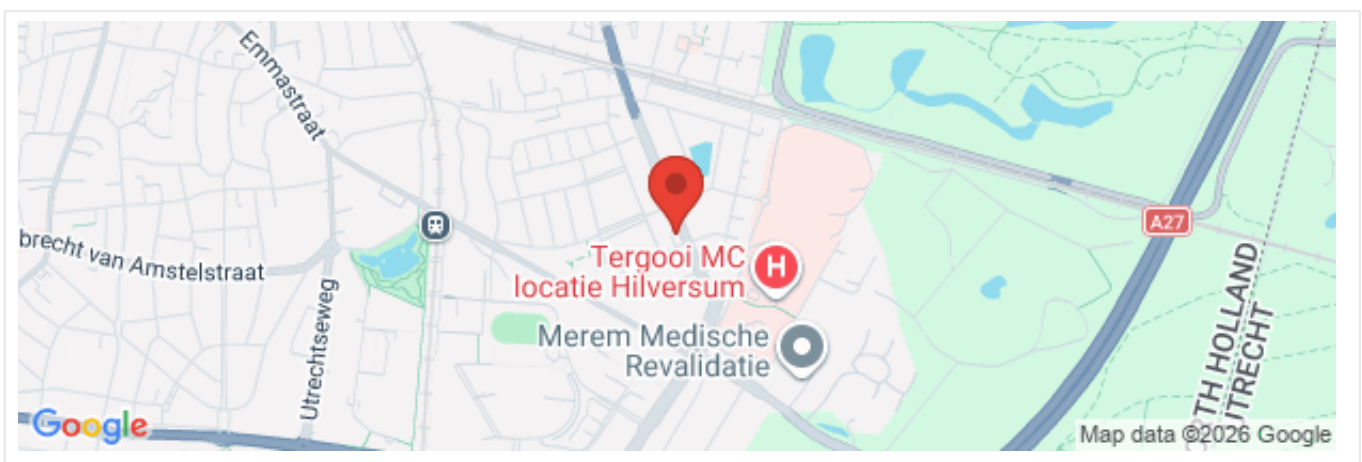 Emmastraat
brecht van Amstelstraat
Utrechtseweg
Tergooi MC
locatie Hilversum
H
Merem Medische
Revalidatie
A27
TH HOLLAND
UTRECHT
Google
Map data ©2026 Google